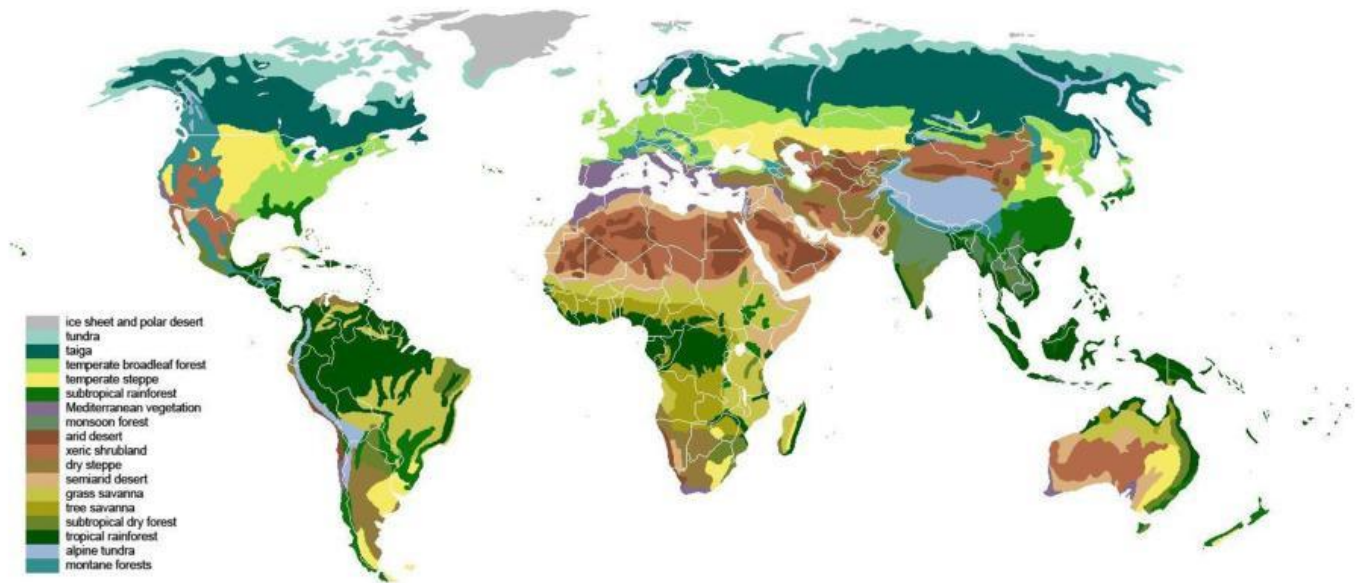 ice sheet and polar desert
tundra
taiga
temperate broadleaf forest
temperate steppe
subtropical rainforest
Mediterranean vegetation
monsoon forest
arid desert
xeric shrubland
dry steppe
semiarid desert
grass savanna
tree savanna
subtropical dry forest
tropical rainforest
alpine tundra
montane forests